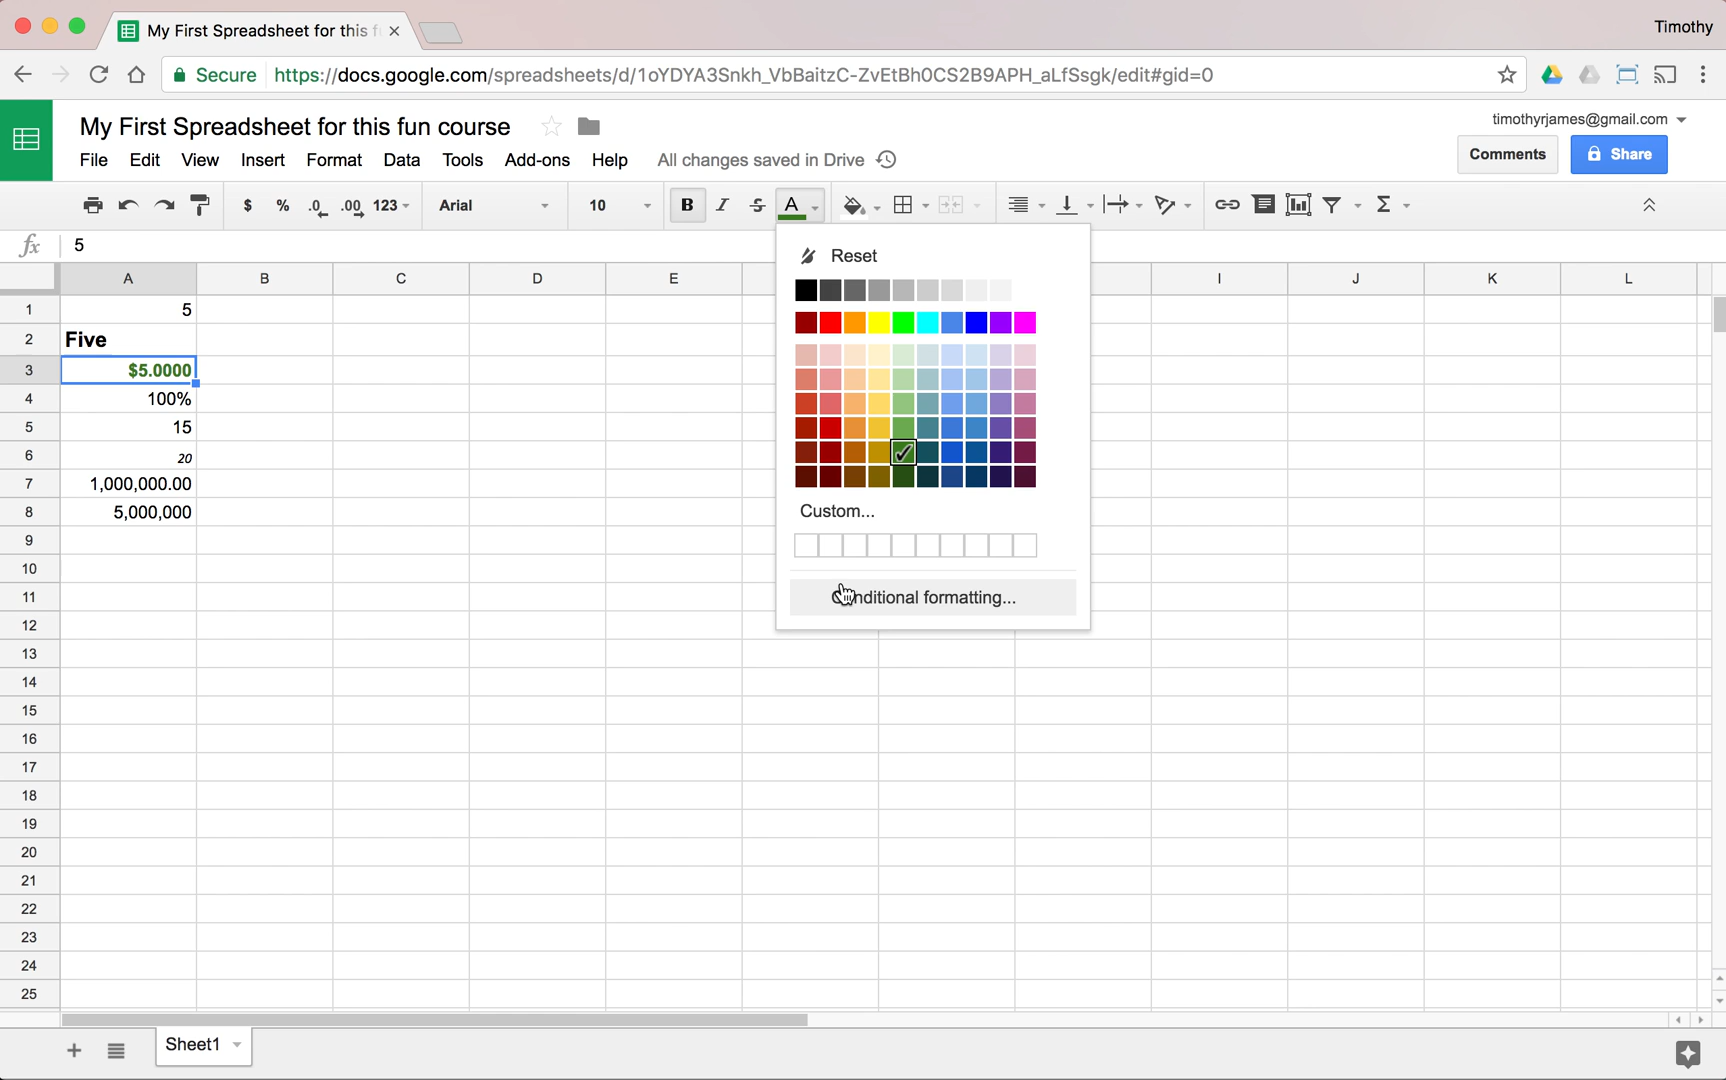 My First Spreadsheet for this f
Timothy
Secure https://docs.google.com/spreadsheets/d/1oYDYA3Snkh_VbBaitzC-ZvEtBh0CS2B9APH_aLfSsgk/edit#gid=0
My First Spreadsheet for this fun course
timothyrjames@gmail.com
File Edit View Insert Format Data Tools Add-ons Help All changes saved in Drive
Comments Share
$ % .0 .00 123 Arial 10 B I S A
fx 5
Reset
A B C D E I J K L
1 5
2 Five
3 $5.0000
4 100%
5 15
6 20
7 1,000,000.00
8 5,000,000
Custom...
9
10
Conditional formatting...
11
12
13
14
15
16
17
18
19
20
21
22
23
24
25
Sheet1